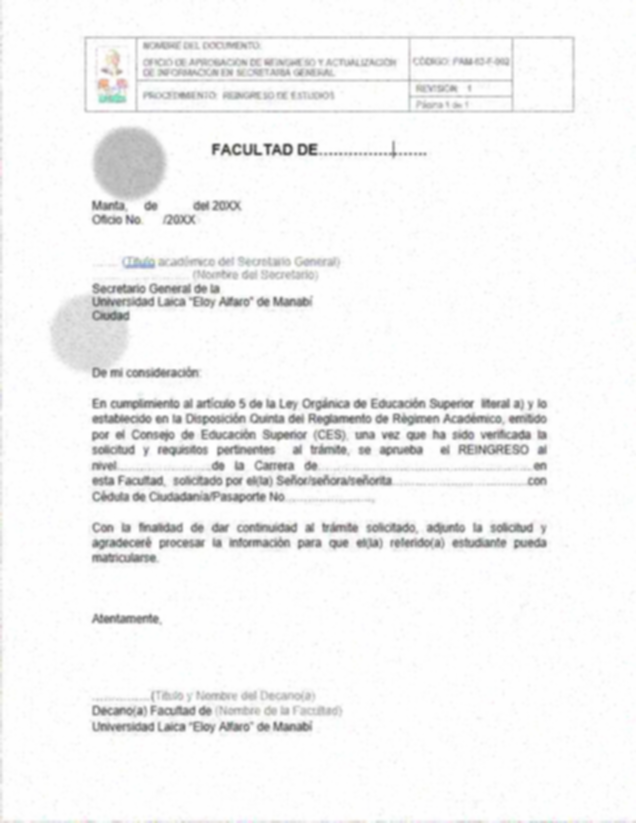 NOMBRE DEL DOCUMENTO:
OFICIO DE APROBACIÓN DE REINGRESO Y ACTUALIZACIÓN
DE INFORMACIÓN EN SECRETARÍA GENERAL
CÓDIGO: PAM-03-F-002
PROCEDIMIENTO: REINGRESO DE ESTUDIOS
REVISIÓN: 1
Página 1 de 1
FACULTAD DE......................
Manta, de del 20XX
Oficio No. /20XX
........ (Título académico del Secretario General)
........................ (Nombre del Secretario)
Secretario General de la
Universidad Laica "Eloy Alfaro" de Manabí
Ciudad
De mi consideración:
En cumplimiento al artículo 5 de la Ley Orgánica de Educación Superior literal a) y lo
establecido en la Disposición Quinta del Reglamento de Régimen Académico, emitido
por el Consejo de Educación Superior (CES), una vez que ha sido verificada la
solicitud y requisitos pertinentes al trámite, se aprueba el REINGRESO al
nivel........................de la Carrera de......................................................en
esta Facultad, solicitado por el(la) Señor/señora/señorita..................................con
Cédula de Ciudadanía/Pasaporte No.......................
Con la finalidad de dar continuidad al trámite solicitado, adjunto la solicitud y
agradeceré procesar la información para que el(la) referido(a) estudiante pueda
matricularse.
Atentamente,
...............(Título y Nombre del Decano(a)
Decano(a) Facultad de (Nombre de la Facultad)
Universidad Laica "Eloy Alfaro" de Manabí